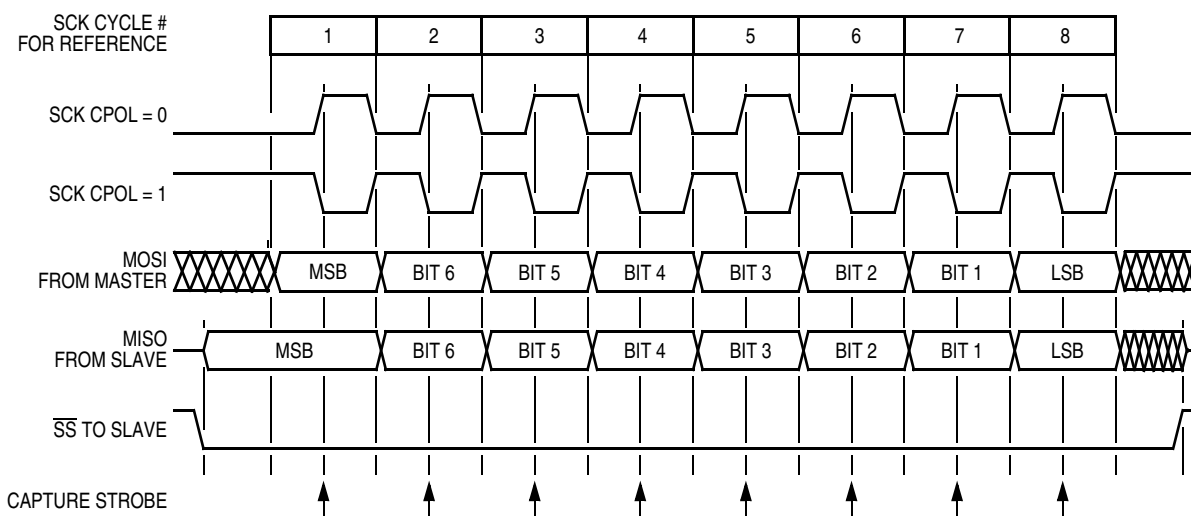 SCK CYCLE #
FOR REFERENCE
1 2 3 4 5 6 7 8
SCK CPOL = 0
SCK CPOL = 1
MOSI
FROM MASTER
MSB BIT 6 BIT 5 BIT 4 BIT 3 BIT 2 BIT 1 LSB
MISO
FROM SLAVE
MSB BIT 6 BIT 5 BIT 4 BIT 3 BIT 2 BIT 1 LSB
S̅S̅ TO SLAVE
CAPTURE STROBE